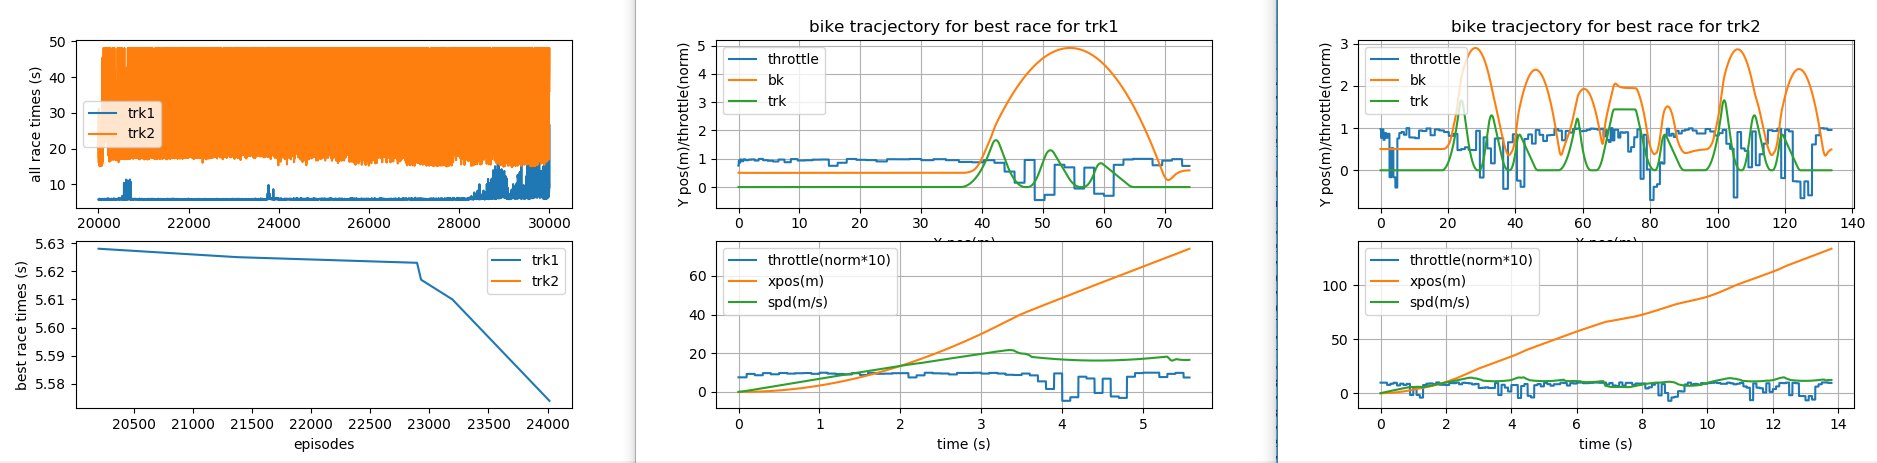 50
40
30
20
10
all race times (s)
trk1
trk2
20000 22000 24000 26000 28000 30000
5.63
5.62
5.61
5.60
5.59
5.58
best race times (s)
trk1
trk2
20500 21000 21500 22000 22500 23000 23500 24000
episodes
bike tracjectory for best race for trk1
5
4
3
2
1
0
Y pos(m)/throttle(norm)
throttle
bk
trk
0 10 20 30 40 50 60 70
X pos(m)
60
40
20
0
throttle(norm*10)
xpos(m)
spd(m/s)
0 1 2 3 4 5
time (s)
bike tracjectory for best race for trk2
3
2
1
0
Y pos(m)/throttle(norm)
throttle
bk
trk
0 20 40 60 80 100 120 140
X pos(m)
100
50
0
throttle(norm*10)
xpos(m)
spd(m/s)
0 2 4 6 8 10 12 14
time (s)